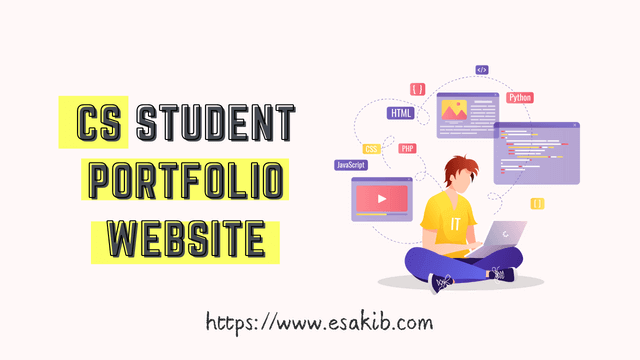 CS STUDENT
PORTFOLIO
WEBSITE
</>
[ ]
Python
HTML
CSS
PHP
JavaScript
[ ]
IT
https://www.esakib.com